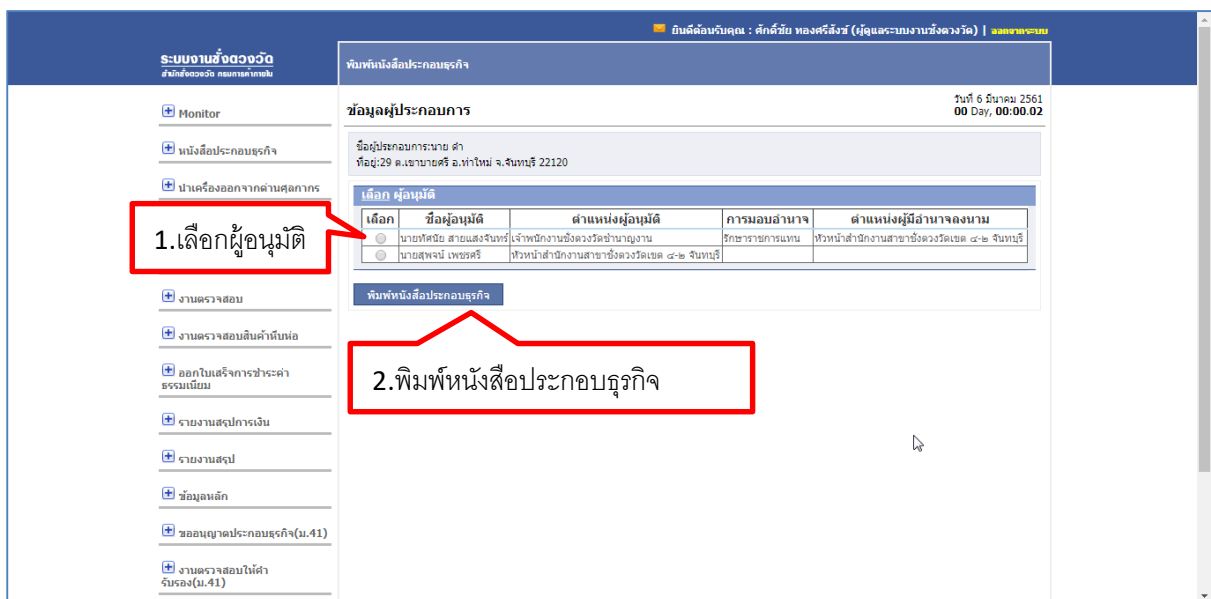 ยินดีต้อนรับคุณ : ศักดิ์ชัย ทองศรีสังข์ (ผู้ดูแลระบบงานชั่งตวงวัด) | ออกจากระบบ
ระบบงานชั่งตวงวัด
สำนักชั่งตวงวัด กรมการค้าภายใน
พิมพ์หนังสือประกอบธุรกิจ
วันที่ 6 มีนาคม 2561
00 Day, 00:00.02
ข้อมูลผู้ประกอบการ
ชื่อผู้ประกอบการ:นาย ดำ
ที่อยู่:29 ต.เขาบายศรี อ.ท่าใหม่ จ.จันทบุรี 22120
เลือก ผู้อนุมัติ
เลือก ชื่อผู้อนุมัติ ตำแหน่งผู้อนุมัติ การมอบอำนาจ ตำแหน่งผู้มีอำนาจลงนาม
นายทัศนัย สายแสงจันทร์ เจ้าพนักงานชั่งตวงวัดชำนาญงาน รักษาราชการแทน หัวหน้าสำนักงานสาขาชั่งตวงวัดเขต ๔-๒ จันทบุรี
นายสุพจน์ เพชรศรี หัวหน้าสำนักงานสาขาชั่งตวงวัดเขต ๔-๒ จันทบุรี
พิมพ์หนังสือประกอบธุรกิจ
1.เลือกผู้อนุมัติ
2.พิมพ์หนังสือประกอบธุรกิจ
Monitor
หนังสือประกอบธุรกิจ
นำเครื่องออกจากด่านศุลกากร
งานตรวจสอบ
งานตรวจสอบสินค้าหีบห่อ
ออกใบเสร็จการชำระค่า
ธรรมเนียม
รายงานสรุปการเงิน
รายงานสรุป
ข้อมูลหลัก
ขออนุญาตประกอบธุรกิจ(ม.41)
งานตรวจสอบให้คำ
รับรอง(ม.41)